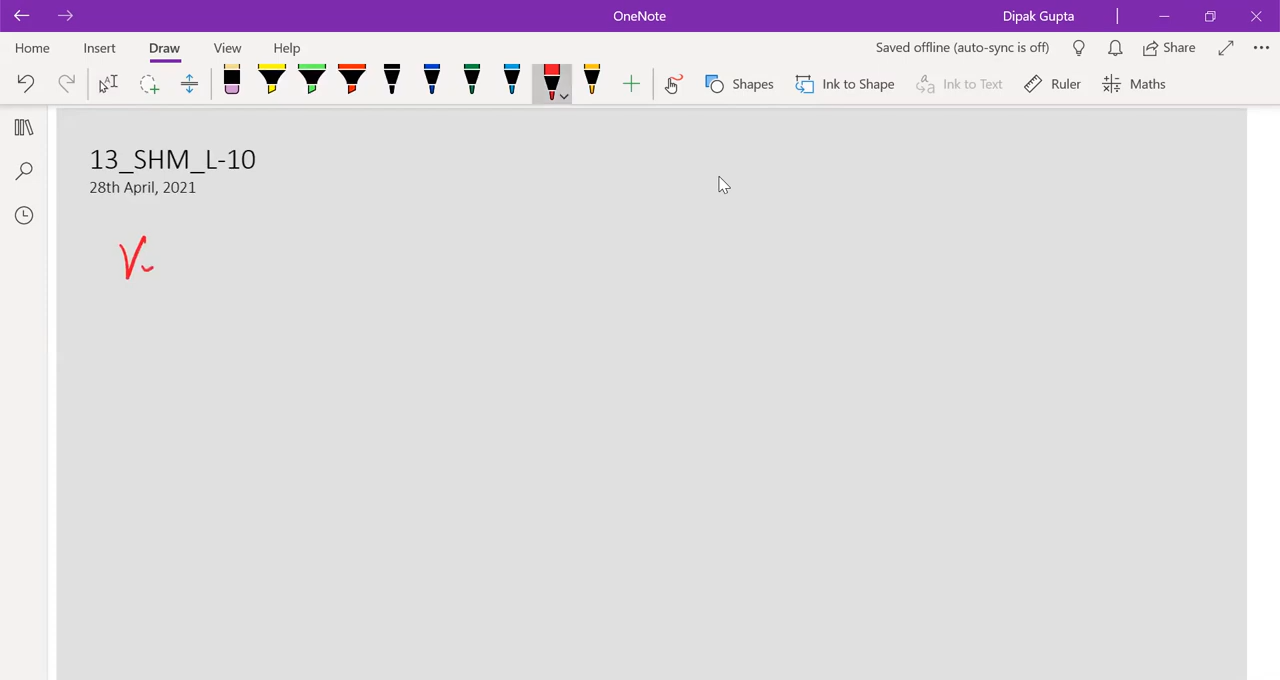 OneNote
Dipak Gupta
Home
Insert
Draw
View
Help
Saved offline (auto-sync is off)
Share
Shapes
Ink to Shape
Ink to Text
Ruler
Maths
13_SHM_L-10
28th April, 2021